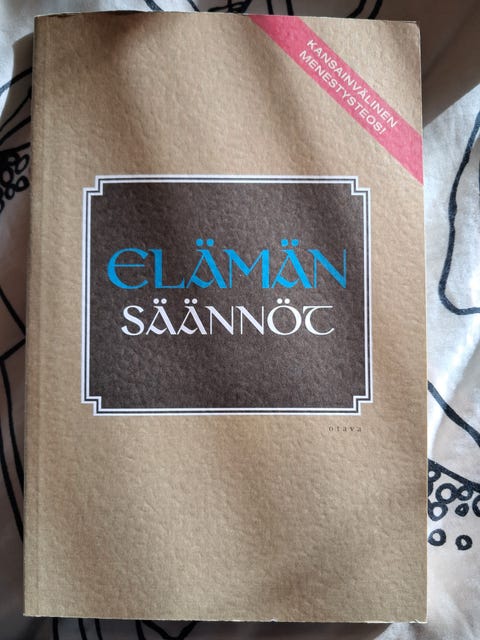 KANSAINVÄLINEN
MENESTYSTEOS!
ELÄMÄN
SÄÄNNÖT
otava